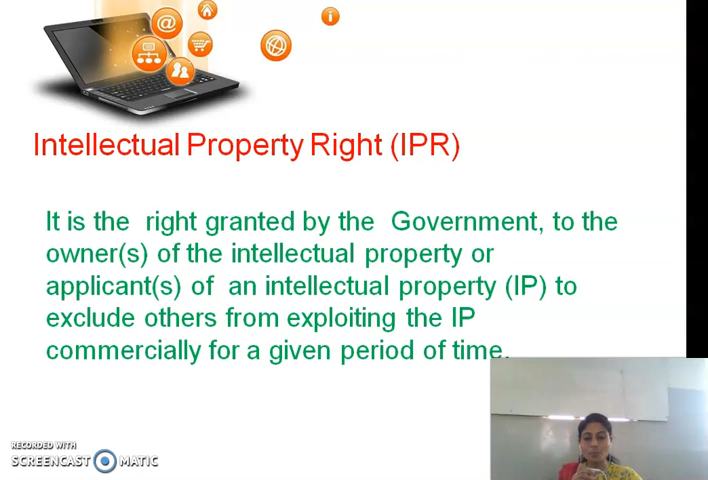 Intellectual Property Right (IPR)
It is the right granted by the Government, to the
owner(s) of the intellectual property or
applicant(s) of an intellectual property (IP) to
exclude others from exploiting the IP
commercially for a given period of time.
RECORDED WITH
SCREENCAST MATIC